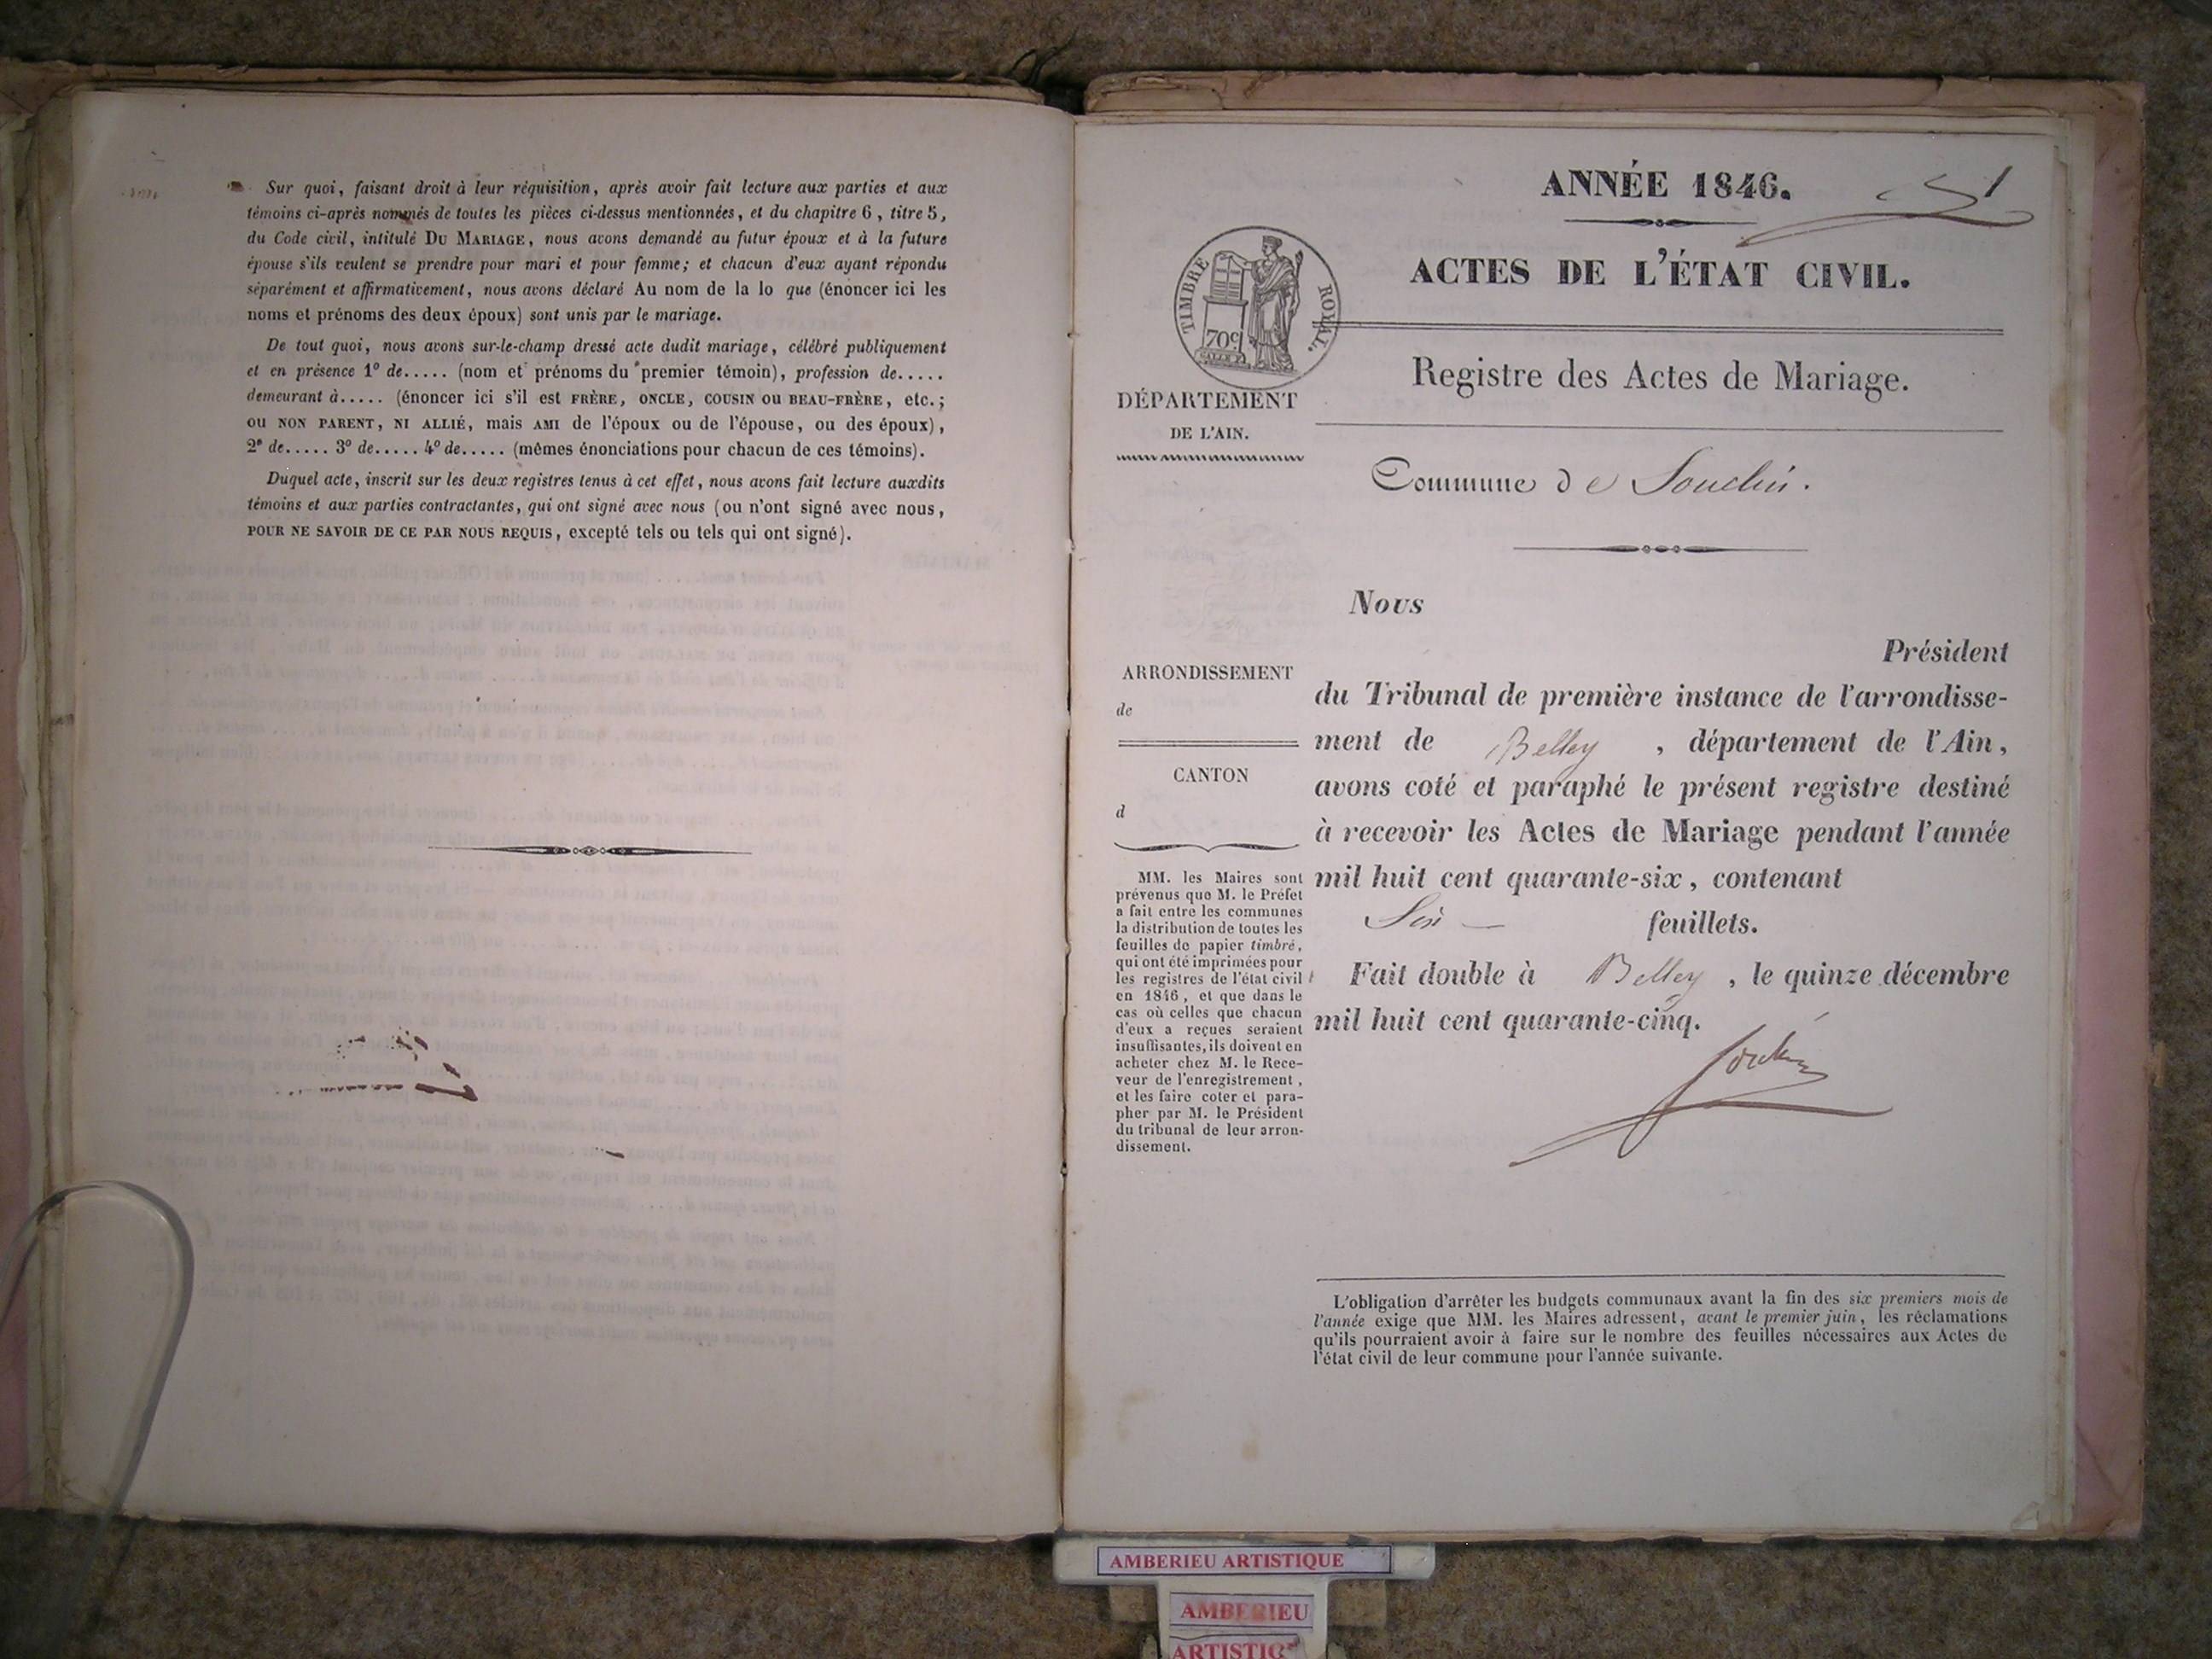 Sur quoi, faisant droit à leur réquisition, après avoir fait lecture aux parties et aux
témoins ci-après nommés de toutes les pièces ci-dessus mentionnées, et du chapitre 6, titre 5,
du Code civil, intitulé DU MARIAGE, nous avons demandé au futur époux et à la future
épouse s'ils veulent se prendre pour mari et pour femme; et chacun d'eux ayant répondu
séparément et affirmativement, nous avons déclaré Au nom de la lo que (énoncer ici les
noms et prénoms des deux époux) sont unis par le mariage.
De tout quoi, nous avons sur-le-champ dressé acte dudit mariage, célébré publiquement
et en présence 1º de..... (nom et prénoms du premier témoin), profession de.....
demeurant à..... (énoncer ici s'il est FRÈRE, ONCLE, COUSIN OU BEAU-FRÈRE, etc.;
OU NON PARENT, NI ALLIÉ, mais AMI de l'époux ou de l'épouse, ou des époux),
2º de..... 3º de..... 4º de..... (mêmes énonciations pour chacun de ces témoins).
Duquel acte, inscrit sur les deux registres tenus à cet effet, nous avons fait lecture auxdits
témoins et aux parties contractantes, qui ont signé avec nous (ou n'ont signé avec nous,
POUR NE SAVOIR DE CE PAR NOUS REQUIS, excepté tels ou tels qui ont signé).
ANNÉE 1846.
1
ACTES DE L'ÉTAT CIVIL.
TIMBRE ROYAL.
70c
Registre des Actes de Mariage.
DÉPARTEMENT
DE L'AIN.
Commune de Souclin.
Nous
Président
du Tribunal de première instance de l'arrondisse-
ment de Belley, département de l'Ain,
avons coté et paraphé le présent registre destiné
à recevoir les Actes de Mariage pendant l'année
mil huit cent quarante-six, contenant
Six feuillets.
Fait double à Belley, le quinze décembre
mil huit cent quarante-cinq.
ARRONDISSEMENT
de
CANTON
d
MM. les Maires sont
prévenus que M. le Préfet
a fait entre les communes
la distribution de toutes les
feuilles de papier timbré,
qui ont été imprimées pour
les registres de l'état civil
en 1846, et que dans le
cas où celles que chacun
d'eux a reçues seraient
insuffisantes, ils doivent en
acheter chez M. le Rece-
veur de l'enregistrement,
et les faire coter et para-
pher par M. le Président
du tribunal de leur arron-
dissement.
L'obligation d'arrêter les budgets communaux avant la fin des six premiers mois de
l'année exige que MM. les Maires adressent, avant le premier juin, les réclamations
qu'ils pourraient avoir à faire sur le nombre des feuilles nécessaires aux Actes de
l'état civil de leur commune pour l'année suivante.
AMBERIEU ARTISTIQUE
AMBERIEU